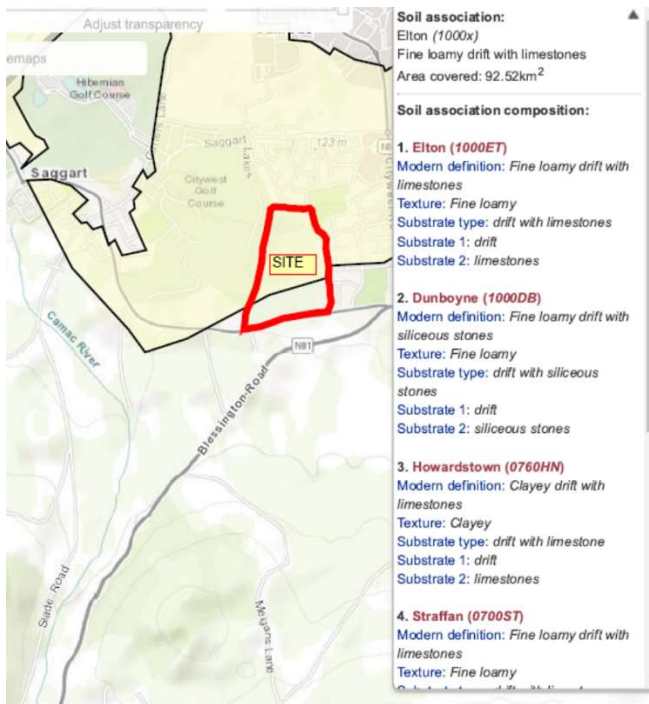 Adjust transparency
emaps
Hibernian
Golf Course
Saggart
Saggart
Lakes
123 m
Citywest
Golf
Course
SITE
Camac River
N81
Blessington-Road
Slade Road
Meigans-Lane
Soil association:
Elton (1000x)
Fine loamy drift with limestones
Area covered: 92.52km2
Soil association composition:
1. Elton (1000ET)
Modern definition: Fine loamy drift with
limestones
Texture: Fine loamy
Substrate type: drift with limestones
Substrate 1: drift
Substrate 2: limestones
2. Dunboyne (1000DB)
Modern definition: Fine loamy drift with
siliceous stones
Texture: Fine loamy
Substrate type: drift with siliceous
stones
Substrate 1: drift
Substrate 2: siliceous stones
3. Howardstown (0760HN)
Modern definition: Clayey drift with
limestones
Texture: Clayey
Substrate type: drift with limestone
Substrate 1: drift
Substrate 2: limestones
4. Straffan (0700ST)
Modern definition: Fine loamy drift with
limestones
Texture: Fine loamy